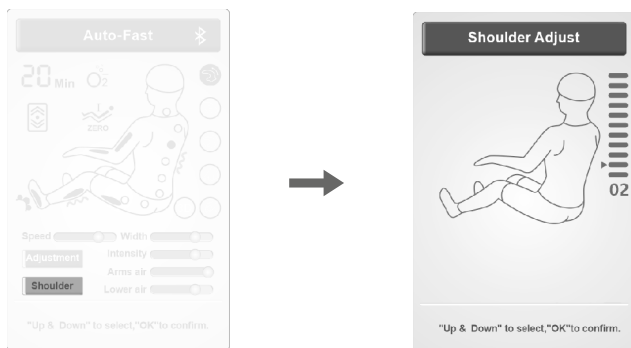 Auto-Fast
20 Min O2
ZERO
Speed Width
Adjustment Intensity
Arms air
Shoulder Lower air
"Up & Down" to select,"OK"to confirm.
Shoulder Adjust
02
"Up & Down" to select,"OK"to confirm.